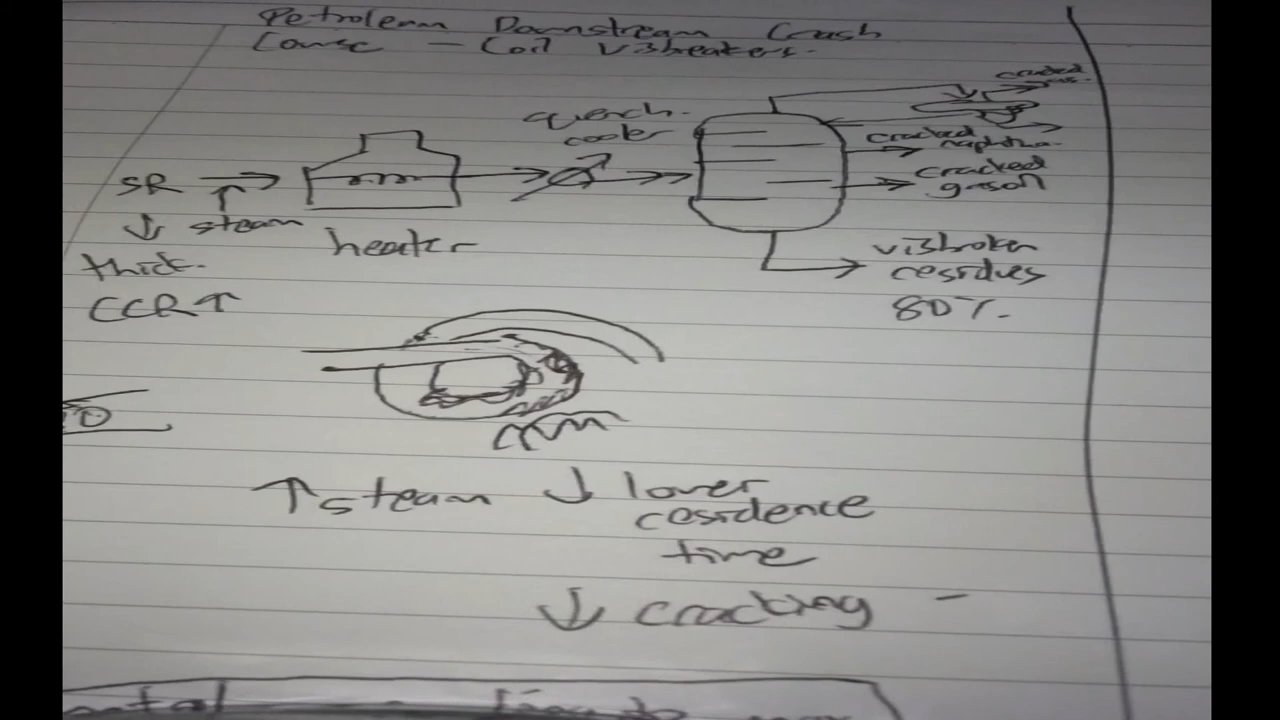 Petroleum Downstream Crash
Course - Coil Visbreakers.
cracked
gas.
quench
cooler
cracked
naphtha.
SR
cracked
gasoil
↓ steam
heater
thick.
visbroken
residues
CCR↑
80%.
↑ steam ↓ lower
residence
time
↓ cracking -